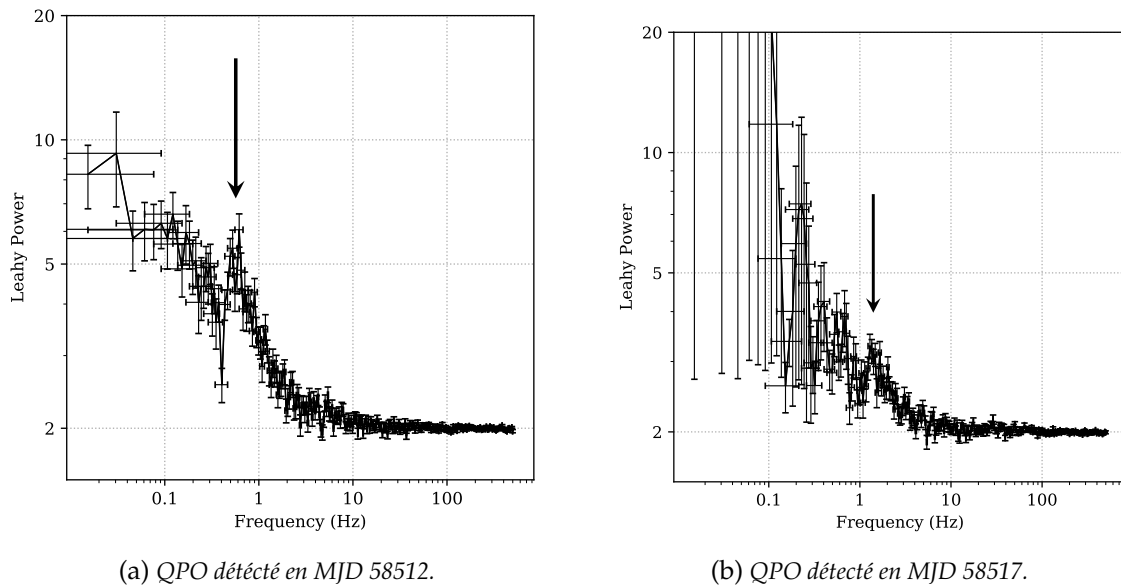 20
10
5
2
Leahy Power
0.1 1 10 100
Frequency (Hz)
(a) QPO détécté en MJD 58512.
20
10
5
2
Leahy Power
0.1 1 10 100
Frequency (Hz)
(b) QPO détecté en MJD 58517.